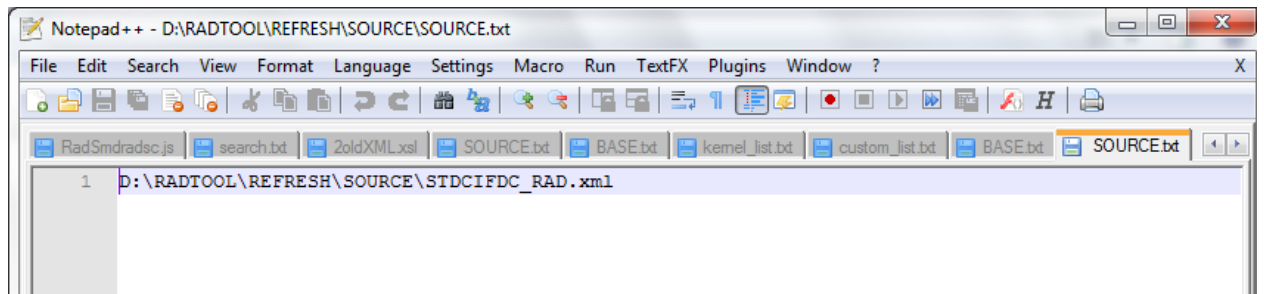 Notepad++ - D:\RADTOOL\REFRESH\SOURCE\SOURCE.txt
File Edit Search View Format Language Settings Macro Run TextFX Plugins Window ? X
RadSmdradsc.js search.txt 2oldXML.xsl SOURCE.txt BASE.txt kernel_list.txt custom_list.txt BASE.txt SOURCE.txt
1 D:\RADTOOL\REFRESH\SOURCE\STDCIFDC_RAD.xml